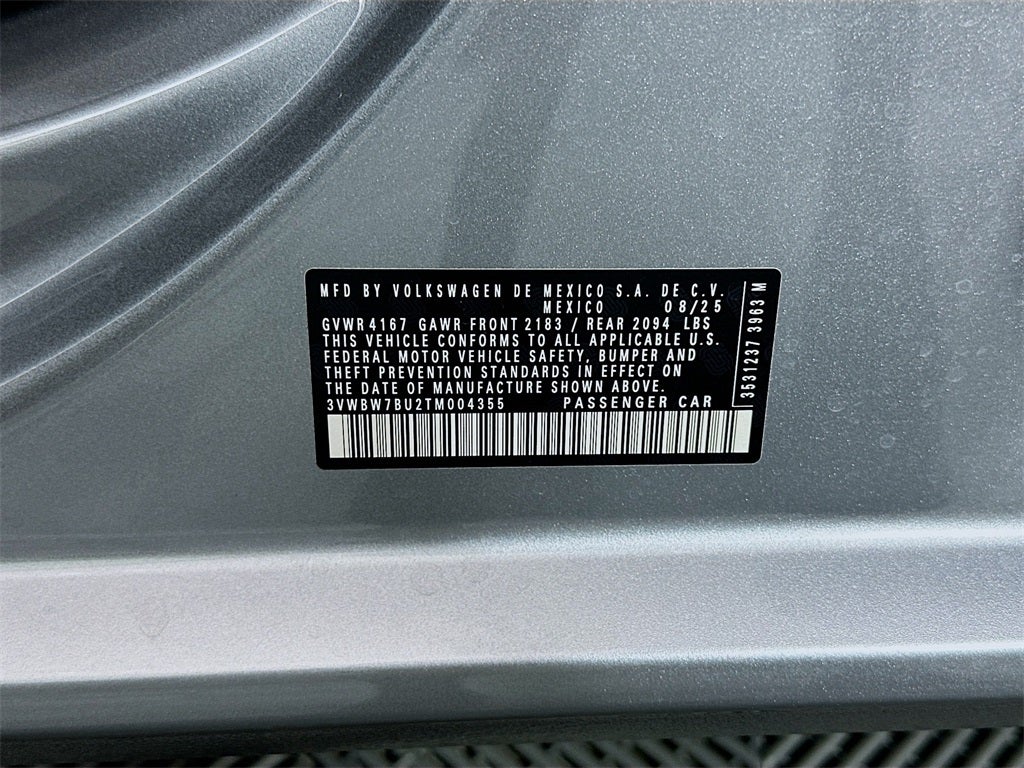 MFD BY VOLKSWAGEN DE MEXICO S.A. DE C.V.
MEXICO 08/25
GVWR 4167 GAWR FRONT 2183 / REAR 2094 LBS
THIS VEHICLE CONFORMS TO ALL APPLICABLE U.S.
FEDERAL MOTOR VEHICLE SAFETY, BUMPER AND
THEFT PREVENTION STANDARDS IN EFFECT ON
THE DATE OF MANUFACTURE SHOWN ABOVE.
3VWBW7BU2TM004355 PASSENGER CAR
3531237 3963 M